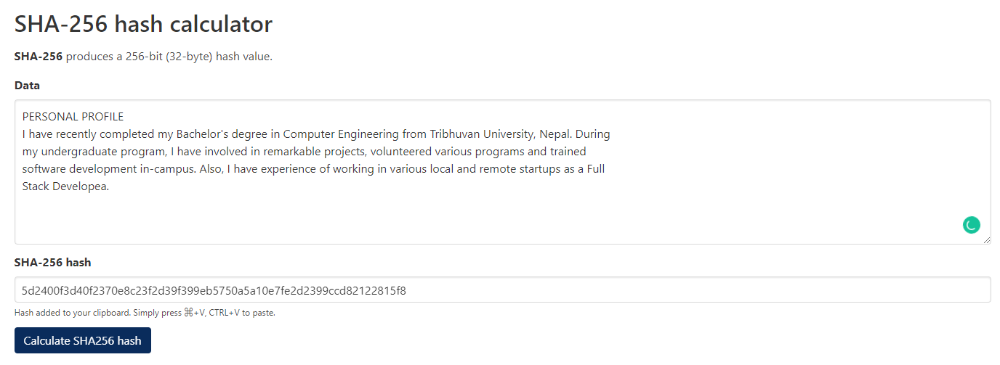 SHA-256 hash calculator
SHA-256 produces a 256-bit (32-byte) hash value.
Data
PERSONAL PROFILE
I have recently completed my Bachelor's degree in Computer Engineering from Tribhuvan University, Nepal. During
my undergraduate program, I have involved in remarkable projects, volunteered various programs and trained
software development in-campus. Also, I have experience of working in various local and remote startups as a Full
Stack Developea.
SHA-256 hash
5d2400f3d40f2370e8c23f2d39f399eb5750a5a10e7fe2d2399ccd82122815f8
Hash added to your clipboard. Simply press ⌘+V, CTRL+V to paste.
Calculate SHA256 hash